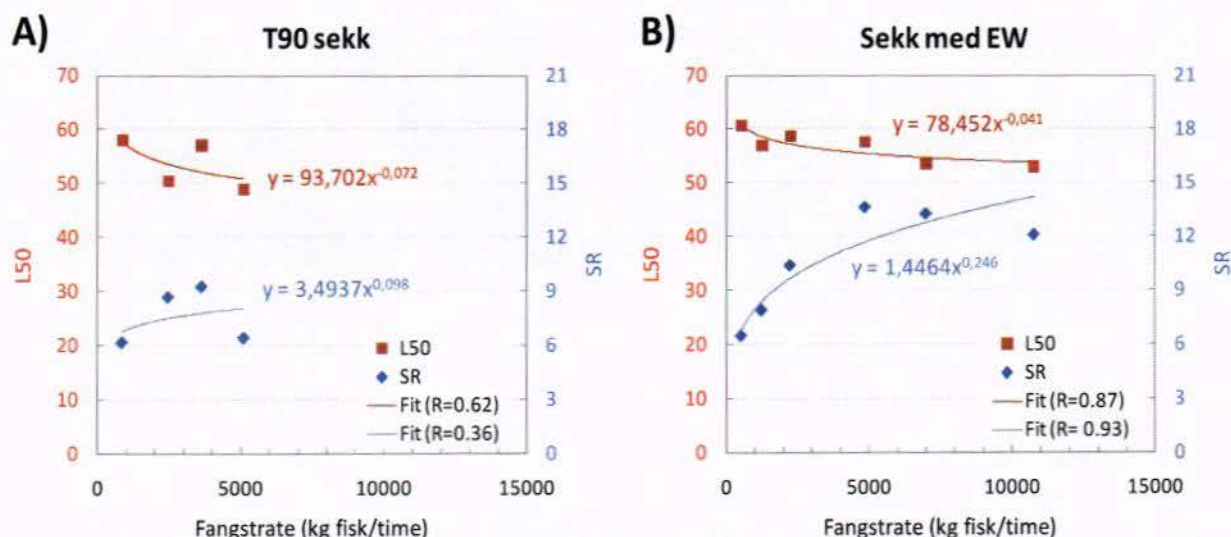 A)
T90 sekk
70
60
50
40
30
20
10
0
L50
21
18
15
12
9
6
3
0
SR
y = 93,702x^-0,072
y = 3,4937x^0,098
L50
SR
Fit (R=0.62)
Fit (R=0.36)
0 5000 10000 15000
Fangstrate (kg fisk/time)
B)
Sekk med EW
70
60
50
40
30
20
10
0
L50
21
18
15
12
9
6
3
0
SR
y = 78,452x^-0,041
y = 1,4464x^0,246
L50
SR
Fit (R=0.87)
Fit (R= 0.93)
0 5000 10000 15000
Fangstrate (kg fisk/time)